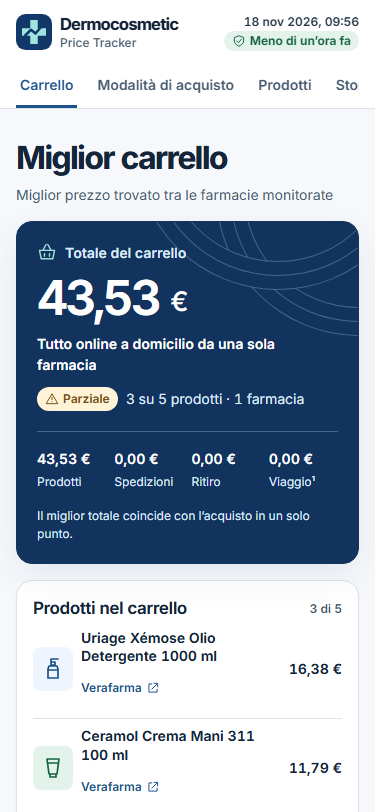 Dermocosmetic
Price Tracker
18 nov 2026, 09:56
Meno di un'ora fa
Carrello
Modalità di acquisto
Prodotti
Sto
Miglior carrello
Miglior prezzo trovato tra le farmacie monitorate
Totale del carrello
43,53 €
Tutto online a domicilio da una sola
farmacia
Parziale
3 su 5 prodotti · 1 farmacia
43,53 €
0,00 €
0,00 €
0,00 €
Prodotti
Spedizioni
Ritiro
Viaggio¹
Il miglior totale coincide con l'acquisto in un solo
punto.
Prodotti nel carrello
3 di 5
Uriage Xémose Olio
Detergente 1000 ml
16,38 €
Verafarma
Ceramol Crema Mani 311
100 ml
11,79 €
Verafarma